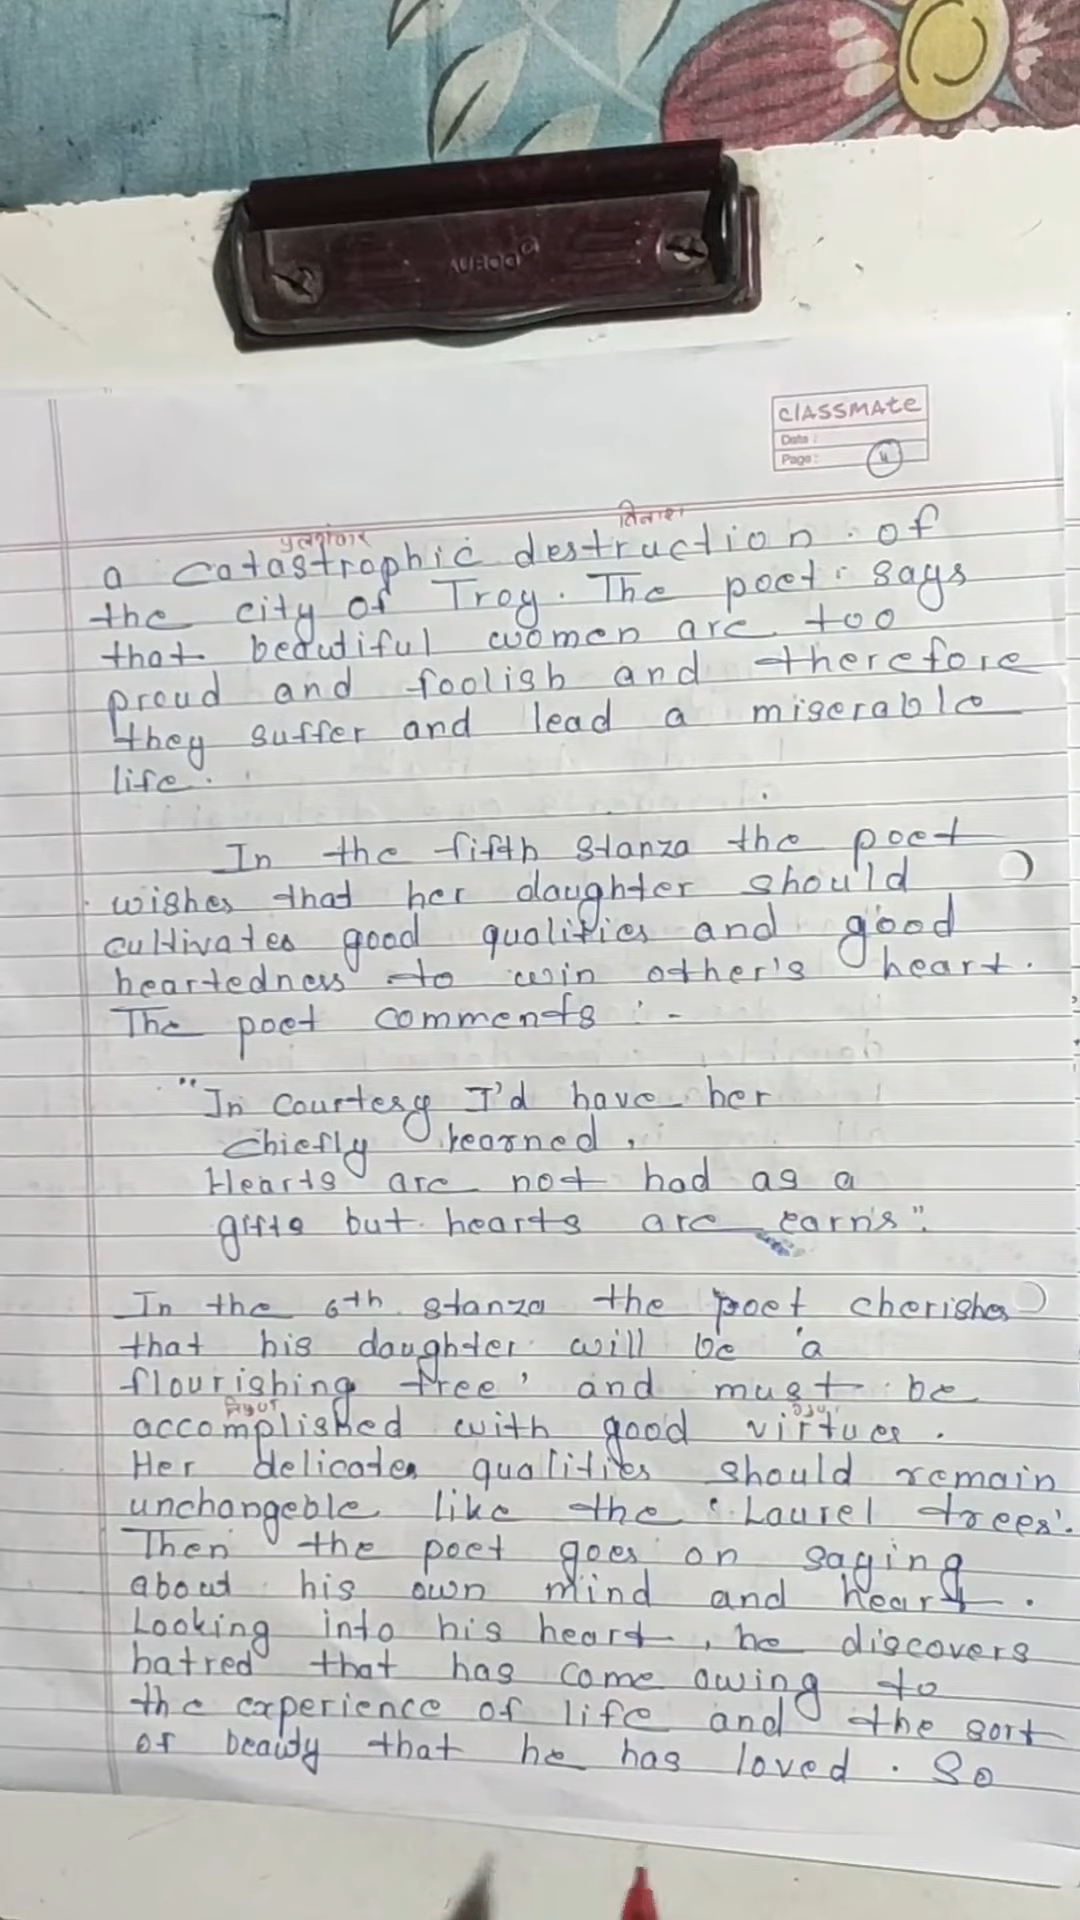 CLASSMATE
Date :
Page : 4
विनाश
a catastrophic destruction of
the city of Troy. The poet says
that beautiful women are too
proud and foolish and therefore
they suffer and lead a miserable
life.
In the fifth stanza the poet
wishes that her daughter should
cultivates good qualities and good
heartedness to win other's heart.
The poet comments :-
"In courtesy I'd have her
chiefly learned,
Hearts are not had as a
gifts but hearts are earns".
In the 6th stanza the poet cherishes
that his daughter will be 'a
flourishing tree' and must be
accomplished with good virtues.
Her delicates qualities should remain
unchangeble like the 'Laurel trees'.
Then the poet goes on saying
about his own mind and heart.
Looking into his heart, he discovers
hatred that has come owing to
the experience of life and the sort
of beauty that he has loved. So